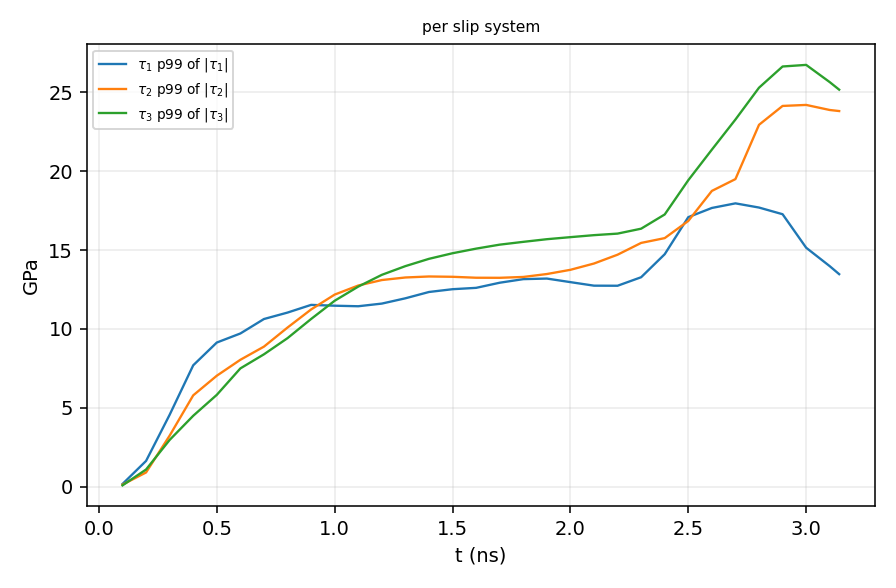 per slip system
τ₁ p99 of |τ₁|
τ₂ p99 of |τ₂|
τ₃ p99 of |τ₃|
25
20
15
10
5
0
GPa
0.0 0.5 1.0 1.5 2.0 2.5 3.0
t (ns)